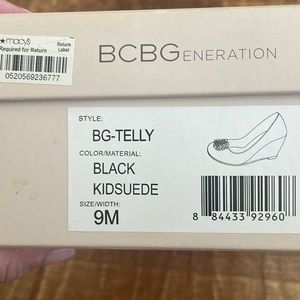 ★macy's
Required for Return
Return
Label
0520569236777
BCBGENERATION
STYLE:
BG-TELLY
COLOR/MATERIAL:
BLACK
KIDSUEDE
SIZE/WIDTH:
9M
8 84433 92960